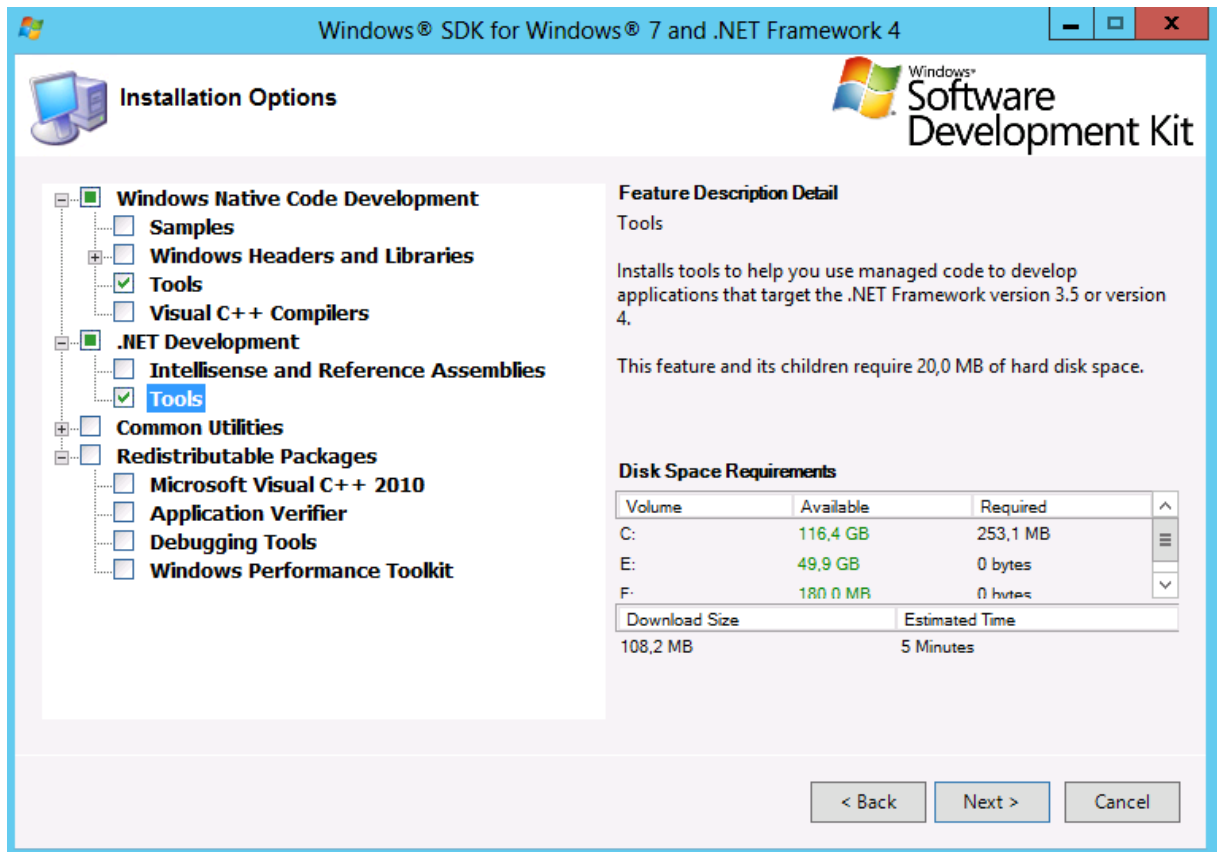 Windows® SDK for Windows® 7 and .NET Framework 4
Installation Options
Windows®
Software
Development Kit
Windows Native Code Development
Samples
Windows Headers and Libraries
Tools
Visual C++ Compilers
.NET Development
Intellisense and Reference Assemblies
Tools
Common Utilities
Redistributable Packages
Microsoft Visual C++ 2010
Application Verifier
Debugging Tools
Windows Performance Toolkit
Feature Description Detail
Tools
Installs tools to help you use managed code to develop
applications that target the .NET Framework version 3.5 or version
4.
This feature and its children require 20,0 MB of hard disk space.
Disk Space Requirements
Volume Available Required
C: 116,4 GB 253,1 MB
E: 49,9 GB 0 bytes
F: 180,0 MB 0 bytes
Download Size Estimated Time
108,2 MB 5 Minutes
< Back Next > Cancel